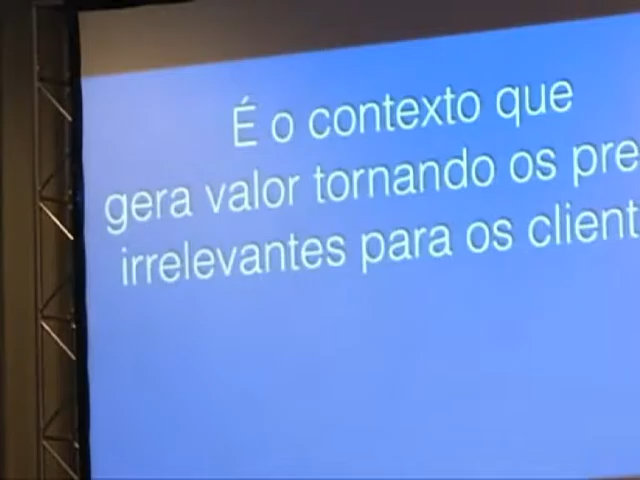 É o contexto que
gera valor tornando os pre
irrelevantes para os client